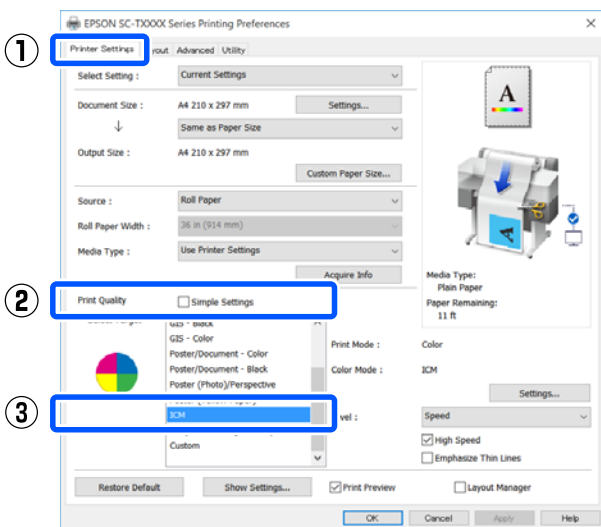 EPSON SC-TXXXX Series Printing Preferences
①
Printer Settings Advanced Utility
Select Setting : Current Settings
Document Size : A4 210 x 297 mm Settings...
Same as Paper Size
Output Size : A4 210 x 297 mm
Custom Paper Size...
Source : Roll Paper
Roll Paper Width : 36 in (914 mm)
Media Type : Use Printer Settings
Acquire Info
A
Media Type:
Plain Paper
Paper Remaining:
11 ft
②
Print Quality Simple Settings
GIS - Black
GIS - Color
Poster/Document - Color
Poster/Document - Black
Poster (Photo)/Perspective
③
ICM
Custom
Print Mode : Color
Color Mode : ICM
Settings...
Speed
High Speed
Emphasize Thin Lines
Restore Default Show Settings... Print Preview Layout Manager
OK Cancel Apply Help